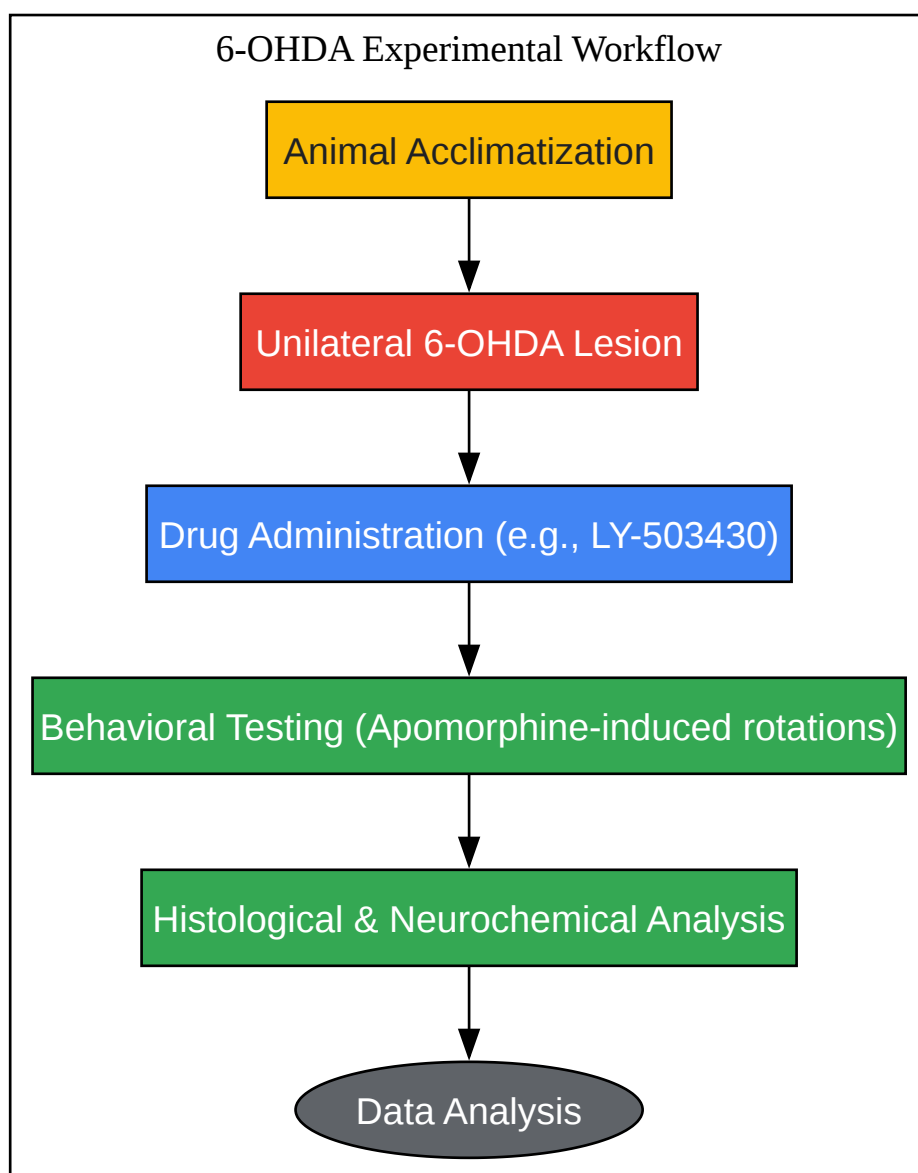 6-OHDA Experimental Workflow
Animal Acclimatization
Unilateral 6-OHDA Lesion
Drug Administration (e.g., LY-503430)
Behavioral Testing (Apomorphine-induced rotations)
Histological & Neurochemical Analysis
Data Analysis